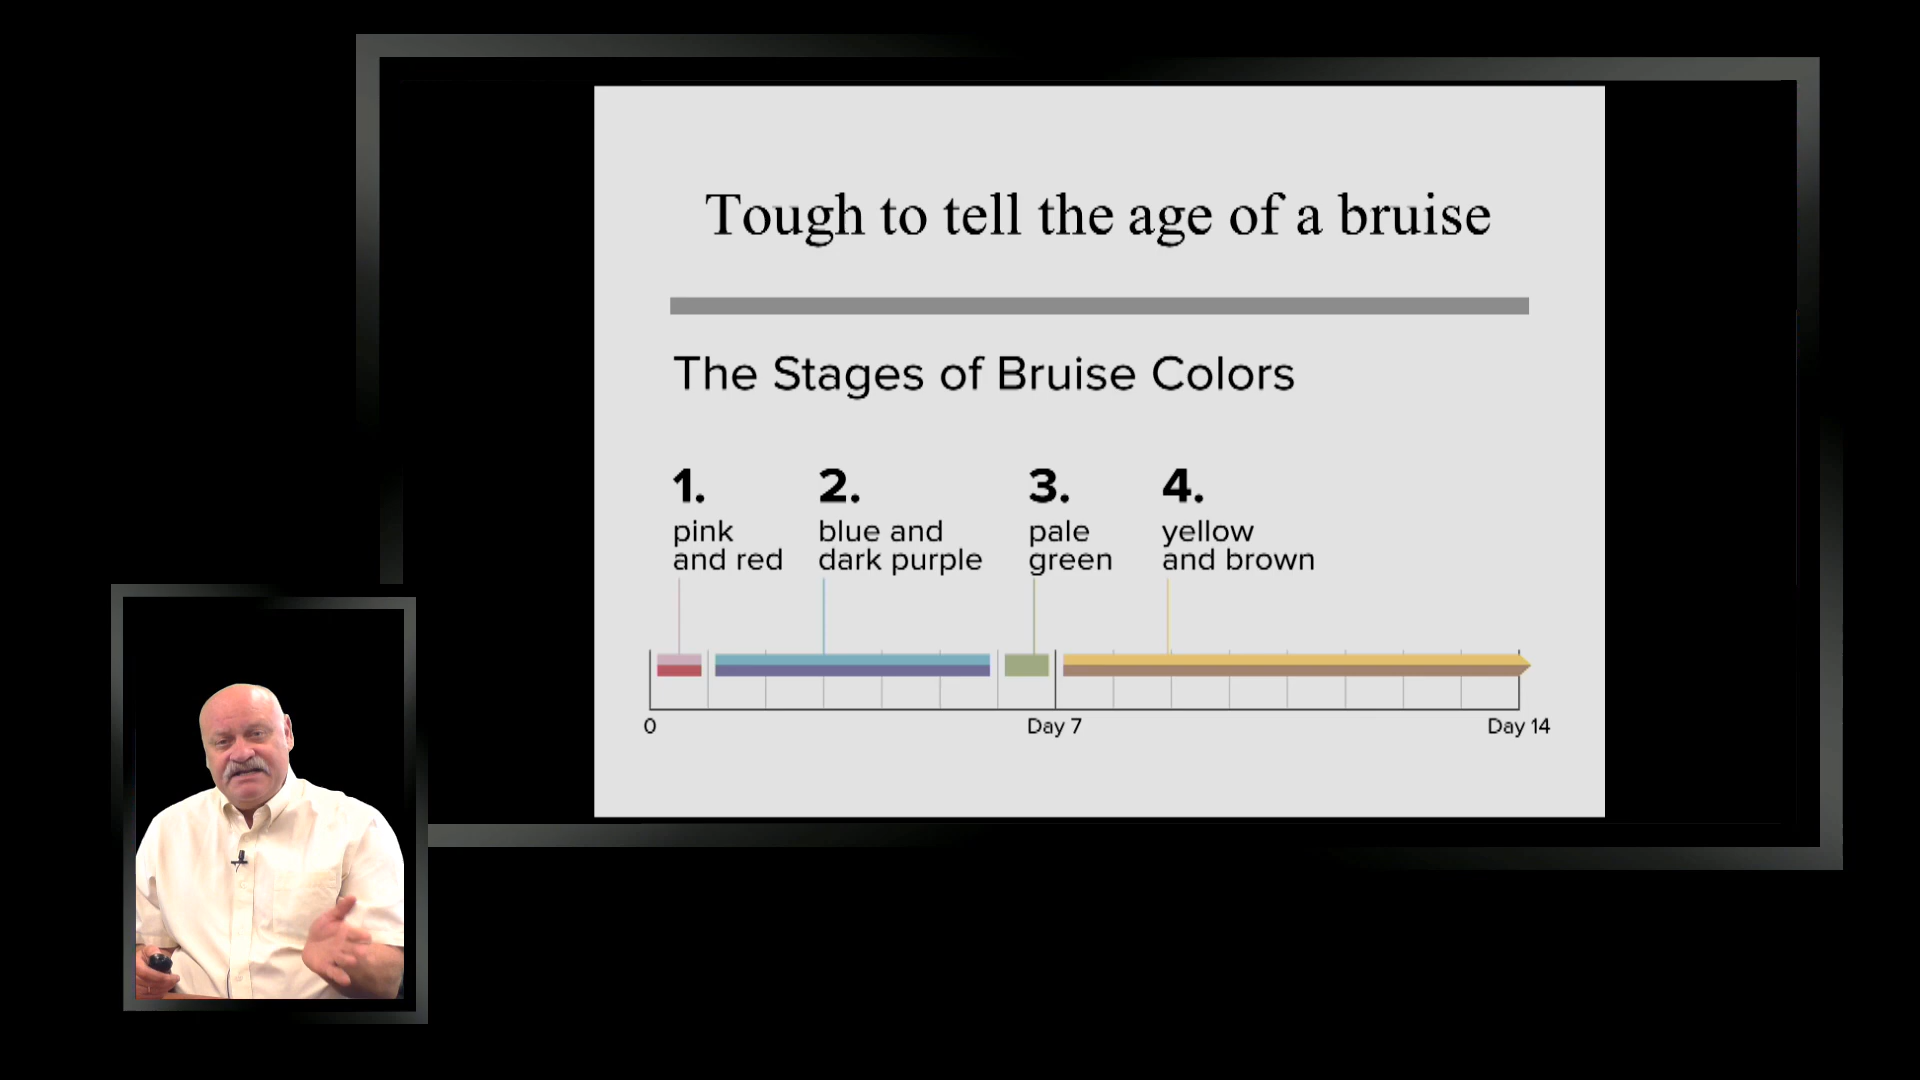 Tough to tell the age of a bruise
The Stages of Bruise Colors
1.
pink
and red
2.
blue and
dark purple
3.
pale
green
4.
yellow
and brown
0
Day 7
Day 14